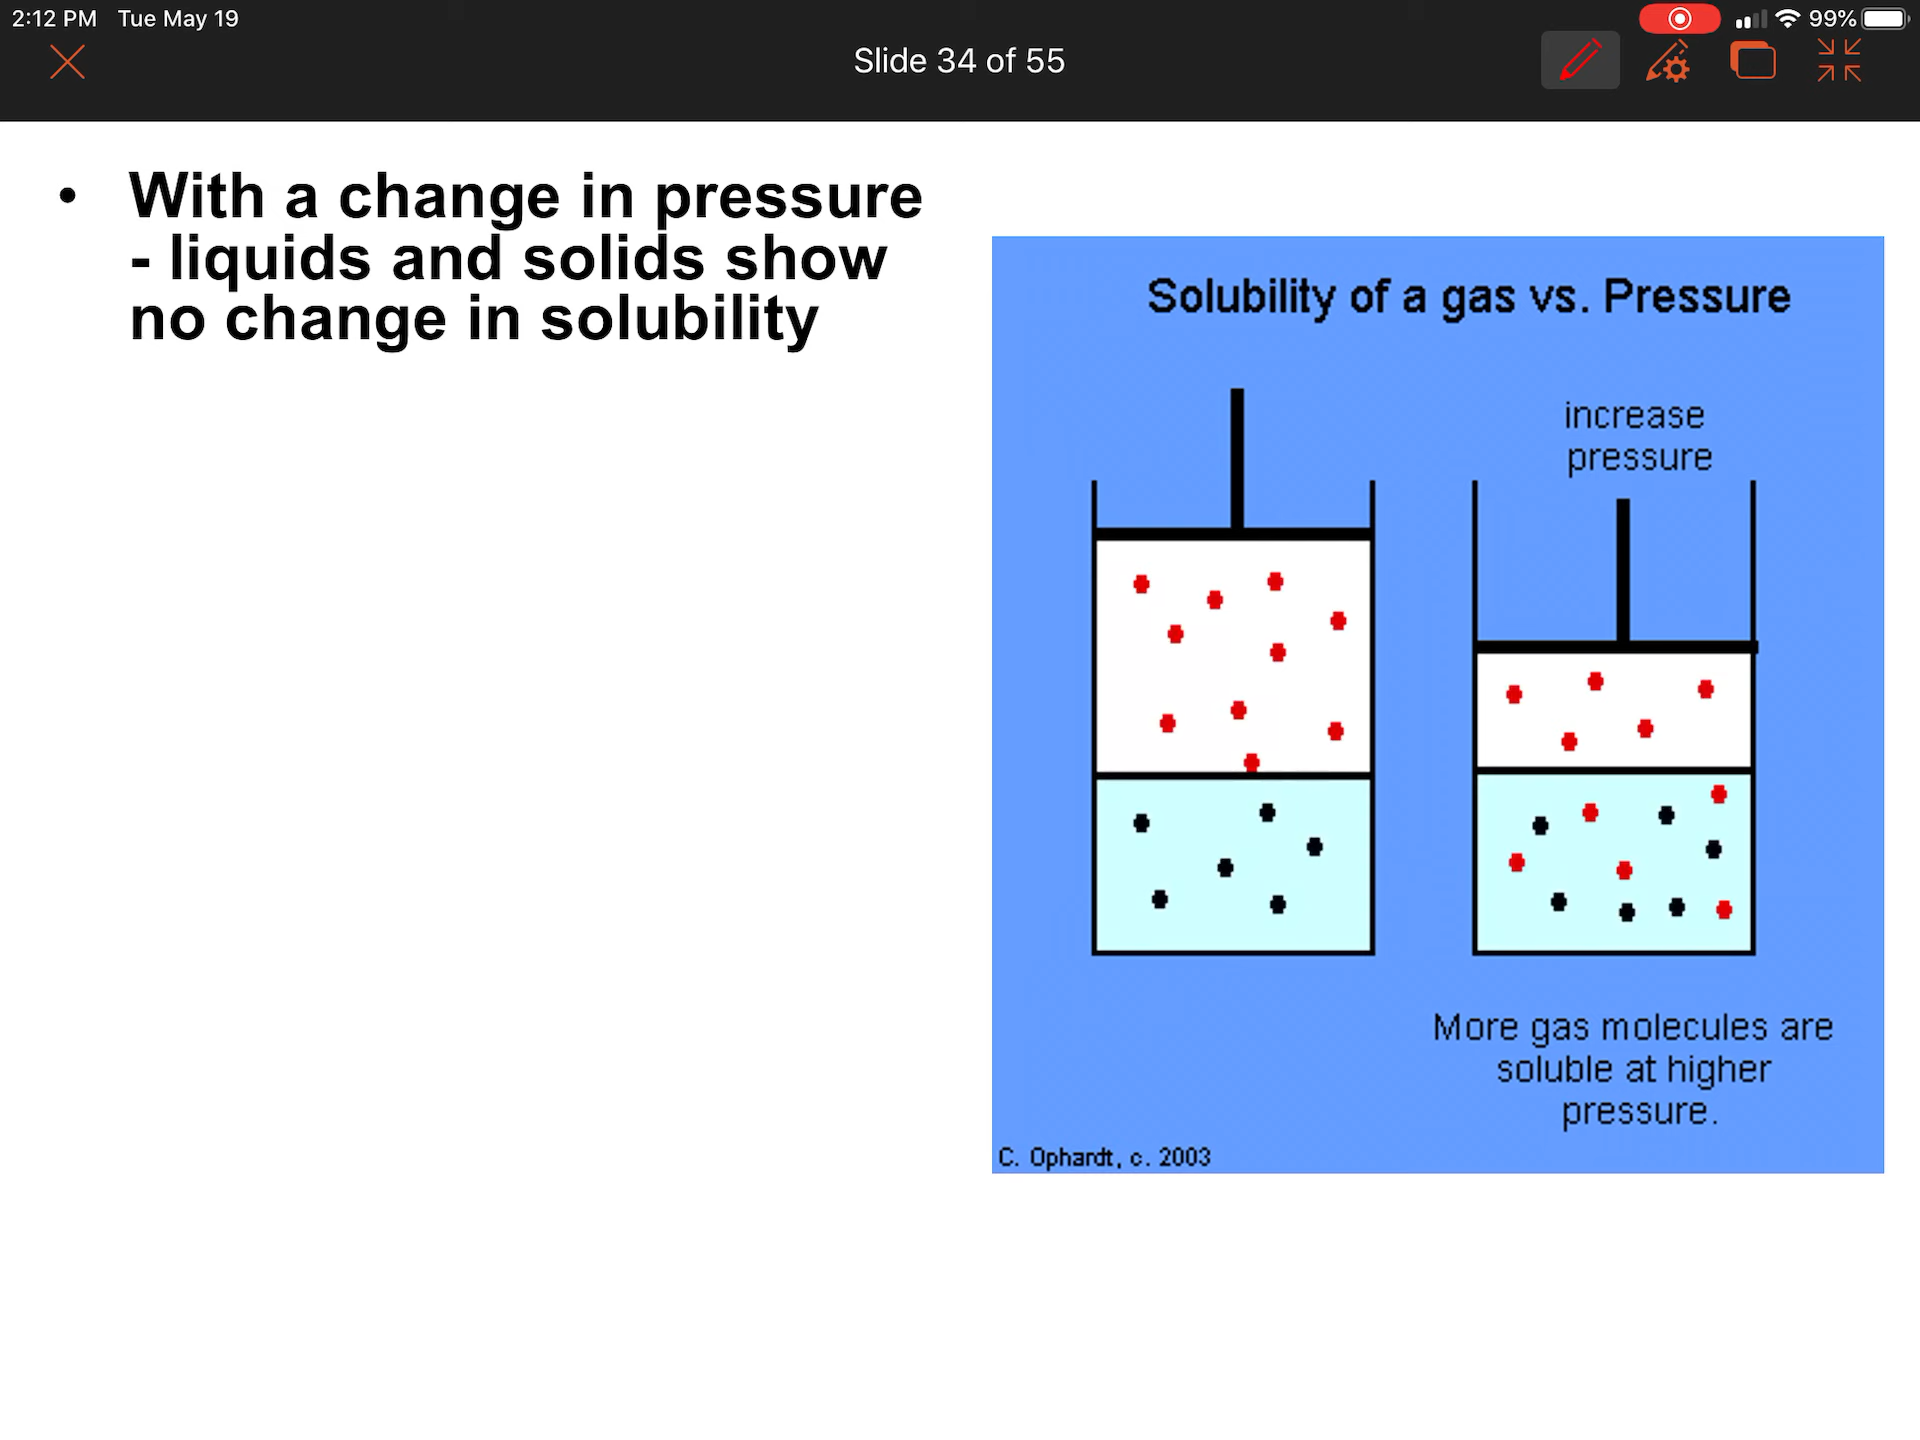 2:12 PM Tue May 19
99%
Slide 34 of 55
• With a change in pressure
- liquids and solids show
no change in solubility
Solubility of a gas vs. Pressure
increase
pressure
More gas molecules are
soluble at higher
pressure.
C. Ophardt, c. 2003